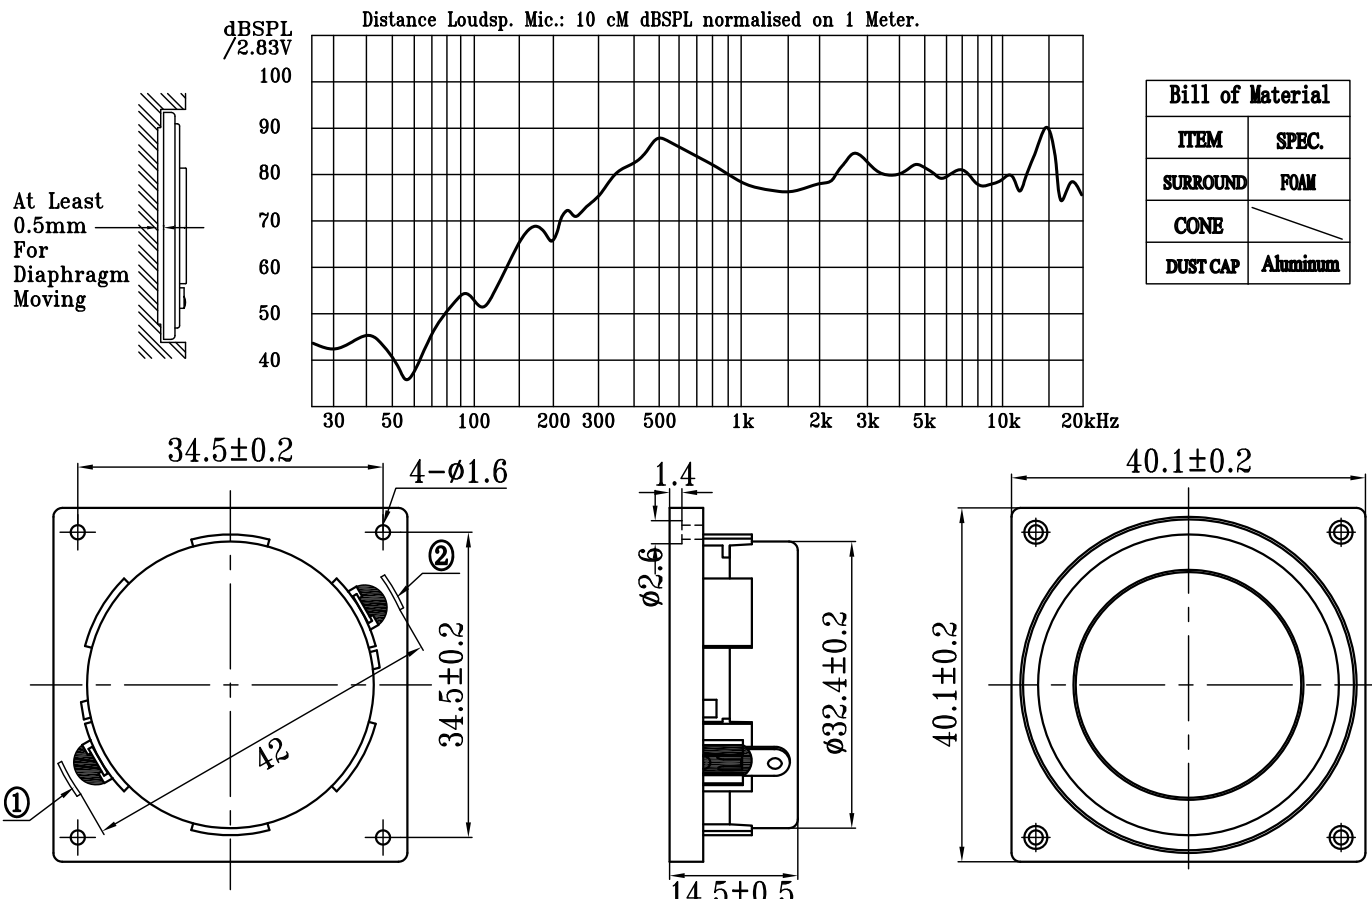 Distance Loudsp. Mic.: 10 cM dBSPL normalised on 1 Meter.
dBSPL
/2.83V
100
90
80
70
60
50
40
30 50 100 200 300 500 1k 2k 3k 5k 10k 20kHz
At Least
0.5mm
For
Diaphragm
Moving
Bill of Material
ITEM SPEC.
SURROUND FOAM
CONE
DUST CAP Aluminum
34.5±0.2
4-ø1.6
②
34.5±0.2
42
①
1.4
ø2.6
ø32.4±0.2
14.5±0.5
40.1±0.2
40.1±0.2